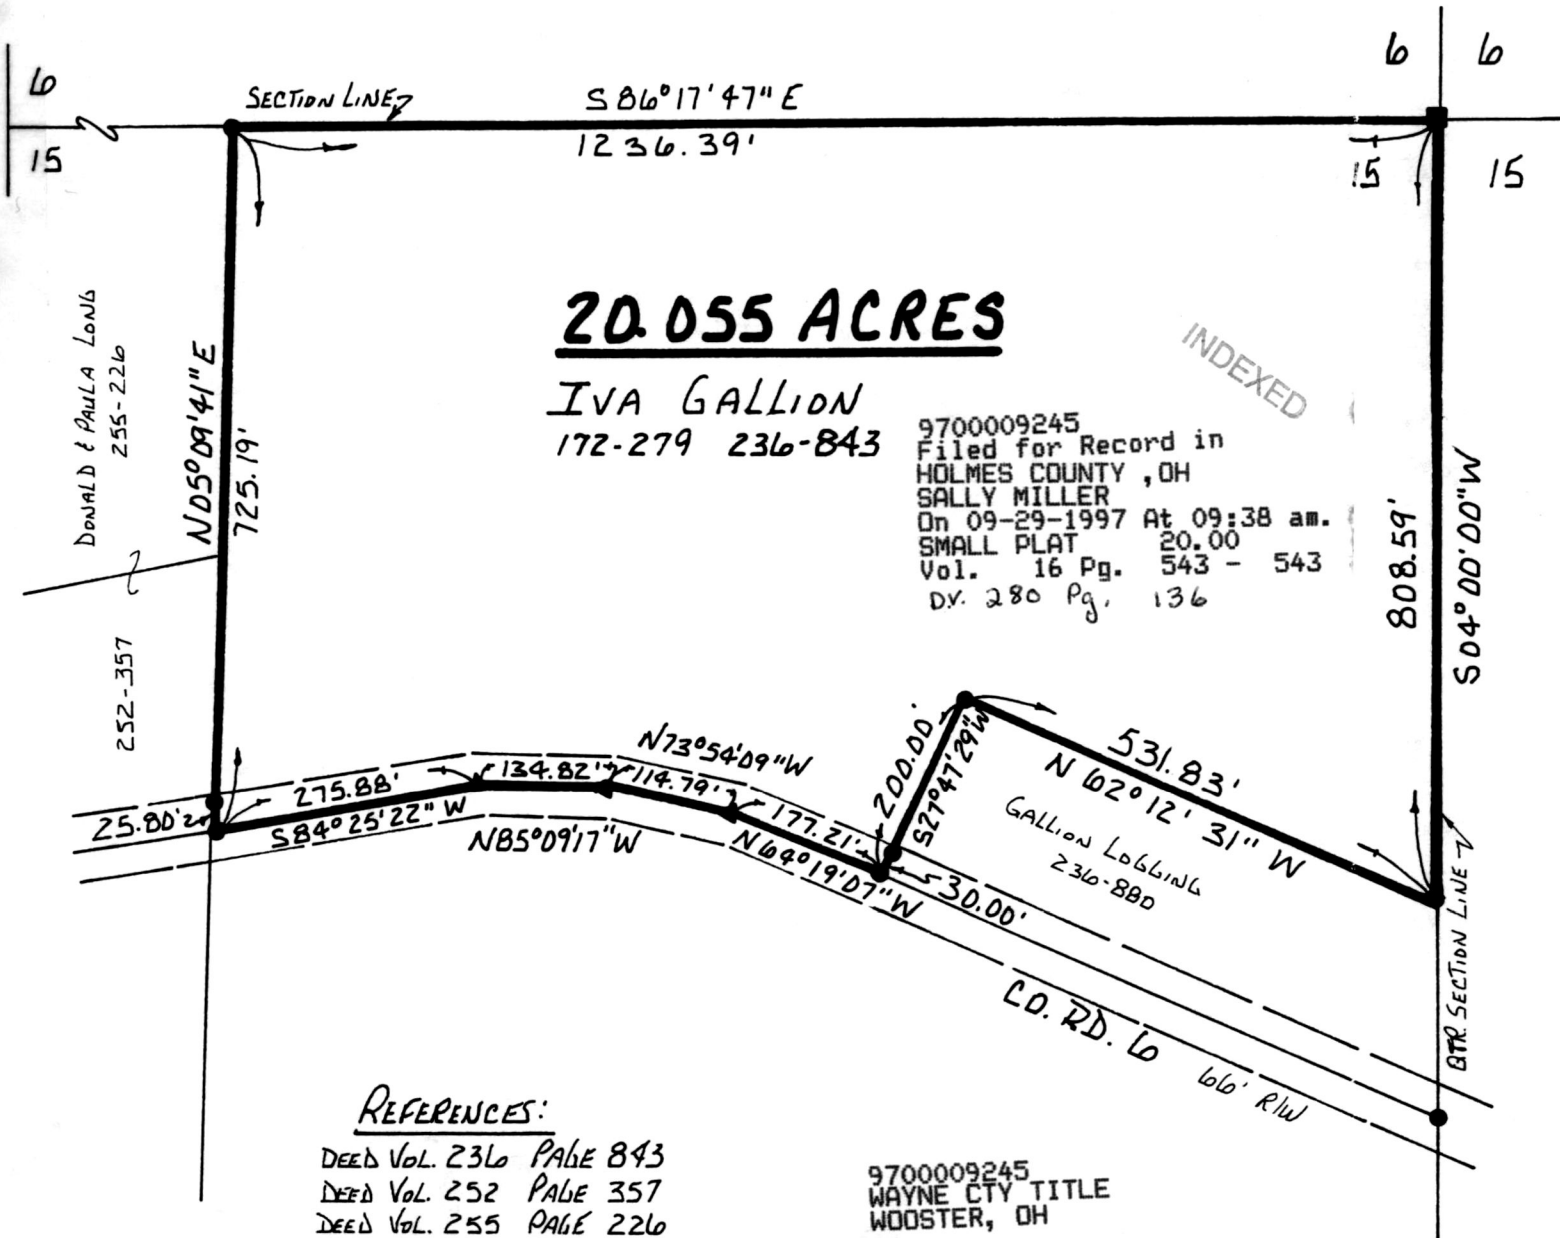 6
15
SECTION LINE
S 86° 17' 47" E
1236.39'
6
6
15
15
20.055 ACRES
IVA GALLION
172-279 236-843
INDEXED
9700009245
Filed for Record in
HOLMES COUNTY ,OH
SALLY MILLER
On 09-29-1997 At 09:38 am.
SMALL PLAT 20.00
Vol. 16 Pg. 543 - 543
D.V. 280 Pg. 136
DONALD & PAULA LONG
255-226
N05° 09' 41" E
725.19'
252-357
808.59'
S04° 00' 00" W
25.80'
275.88'
S84° 25' 22" W
134.82'
N85° 09' 17" W
N73° 54' 09" W
114.79'
177.21'
N64° 19' 07" W
200.00'
S27° 47' 29" W
30.00'
531.83'
N 62° 12' 31" W
GALLION LOGGING
236-880
QTR. SECTION LINE
CO. RD. 6
66' R/W
REFERENCES:
DEED VOL. 236 PAGE 843
DEED VOL. 252 PAGE 357
DEED VOL. 255 PAGE 226
9700009245
WAYNE CTY TITLE
WOOSTER, OH